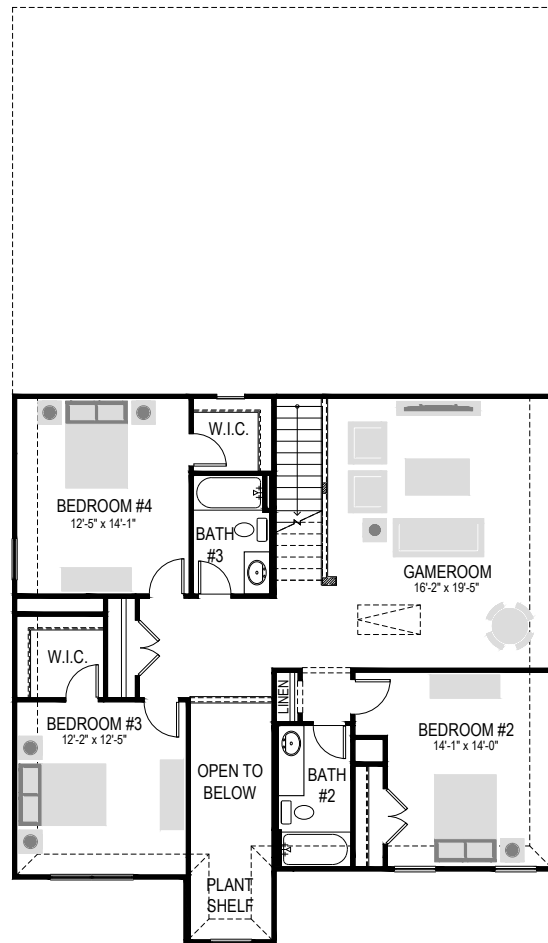 W.I.C.
BEDROOM #4
12'-5" x 14'-1"
BATH
#3
GAMEROOM
16'-2" x 19'-5"
W.I.C.
LINEN
BEDROOM #3
12'-2" x 12'-5"
BEDROOM #2
14'-1" x 14'-0"
OPEN TO
BELOW
BATH
#2
PLANT
SHELF